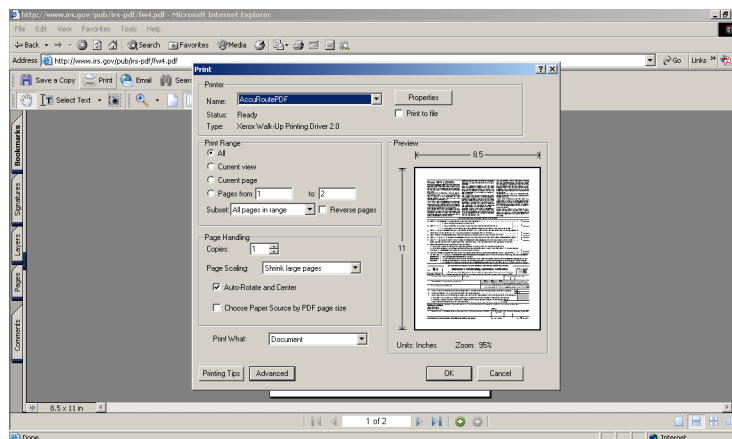 http://www.irs.gov/pub/irs-pdf/fw4.pdf - Microsoft Internet Explorer
File Edit View Favorites Tools Help
Back Search Favorites Media
Address http://www.irs.gov/pub/irs-pdf/fw4.pdf Go Links »
Save a Copy Print Email Searc
Select Text
Print
Printer
Name: AccuRoutePDF Properties
Status: Ready Print to file
Type: Xerox Walk-Up Printing Driver 2.0
Print Range
All
Current view
Current page
Pages from: 1 to: 2
Subset: All pages in range Reverse pages
Page Handling
Copies: 1
Page Scaling: Shrink large pages
Auto-Rotate and Center
Choose Paper Source by PDF page size
Print What: Document
Preview
8.5
11
Units: Inches Zoom: 95%
Printing Tips Advanced OK Cancel
Bookmarks
Signatures
Layers
Pages
Comments
8.5 x 11 in
1 of 2
Done Internet